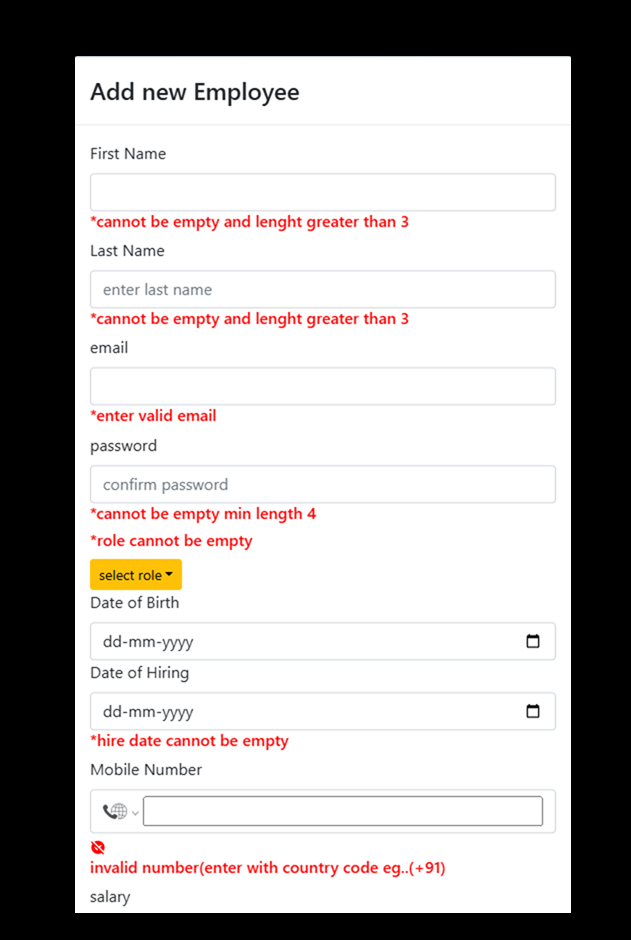 Add new Employee
First Name
*cannot be empty and lenght greater than 3
Last Name
enter last name
*cannot be empty and lenght greater than 3
email
*enter valid email
password
confirm password
*cannot be empty min length 4
*role cannot be empty
select role
Date of Birth
dd-mm-yyyy
Date of Hiring
dd-mm-yyyy
*hire date cannot be empty
Mobile Number
invalid number(enter with country code eg..(+91)
salary